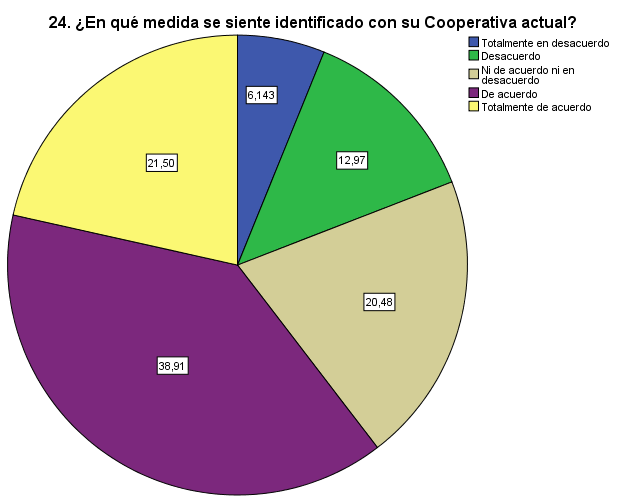 24. ¿En qué medida se siente identificado con su Cooperativa actual?
Totalmente en desacuerdo
Desacuerdo
Ni de acuerdo ni en
desacuerdo
De acuerdo
Totalmente de acuerdo
6,143
12,97
20,48
38,91
21,50